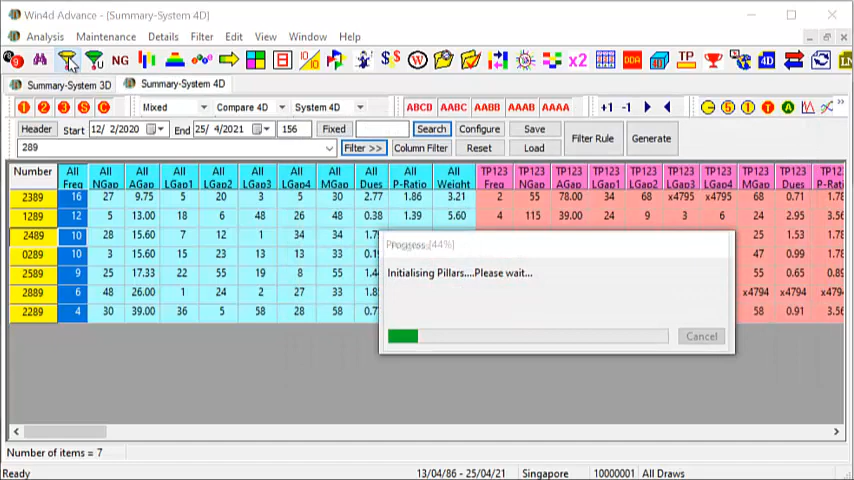 Win4d Advance - [Summary-System 4D]
Analysis Maintenance Details Filter Edit Window Help
NG 10/10 $ $ W x2 DDA TP 4D
Summary-System 3D Summary-System 4D
1 2 3 S C Mixed Compare 4D System 4D ABCD AABC AABB AAAB AAAA +1 -1 5 T A
Header Start 12/ 2/2020 End 25/ 4/2021 156 Fixed Search Configure Save Filter Rule Generate
289 Filter >> Column Filter Reset Load
Number All Freq All NGap All AGap All LGap1 All LGap2 All LGap3 All LGap4 All MGap All Dues All P-Ratio All Weight TP123 Freq TP123 NGap TP123 AGap TP123 LGap1 TP123 LGap2 TP123 LGap3 TP123 LGap4 TP123 MGap TP123 Dues TP12 P-Rati
2389 16 27 9.75 5 20 3 5 30 2.77 1.86 3.21 2 55 78.00 34 68 x4795 x4795 68 0.71 1.78
1289 12 5 13.00 18 6 48 26 48 0.38 1.39 5.60 4 115 39.00 24 9 3 6 24 2.95 3.56
2489 10 28 15.60 7 12 1 34 34 25 1.53 1.78
0289 10 3 15.60 15 23 13 13 33 47 0.99 1.78
2589 9 25 17.33 22 55 19 8 55 55 0.65 0.89
2889 6 48 26.00 1 24 2 27 33 x4794 x4794
2289 4 30 39.00 36 5 58 28 58 58 0.91 3.56
Progress [44%]
Initialising Pillars....Please wait...
Cancel
Number of items = 7
Ready 13/04/86 - 25/04/21 Singapore 10000001 All Draws